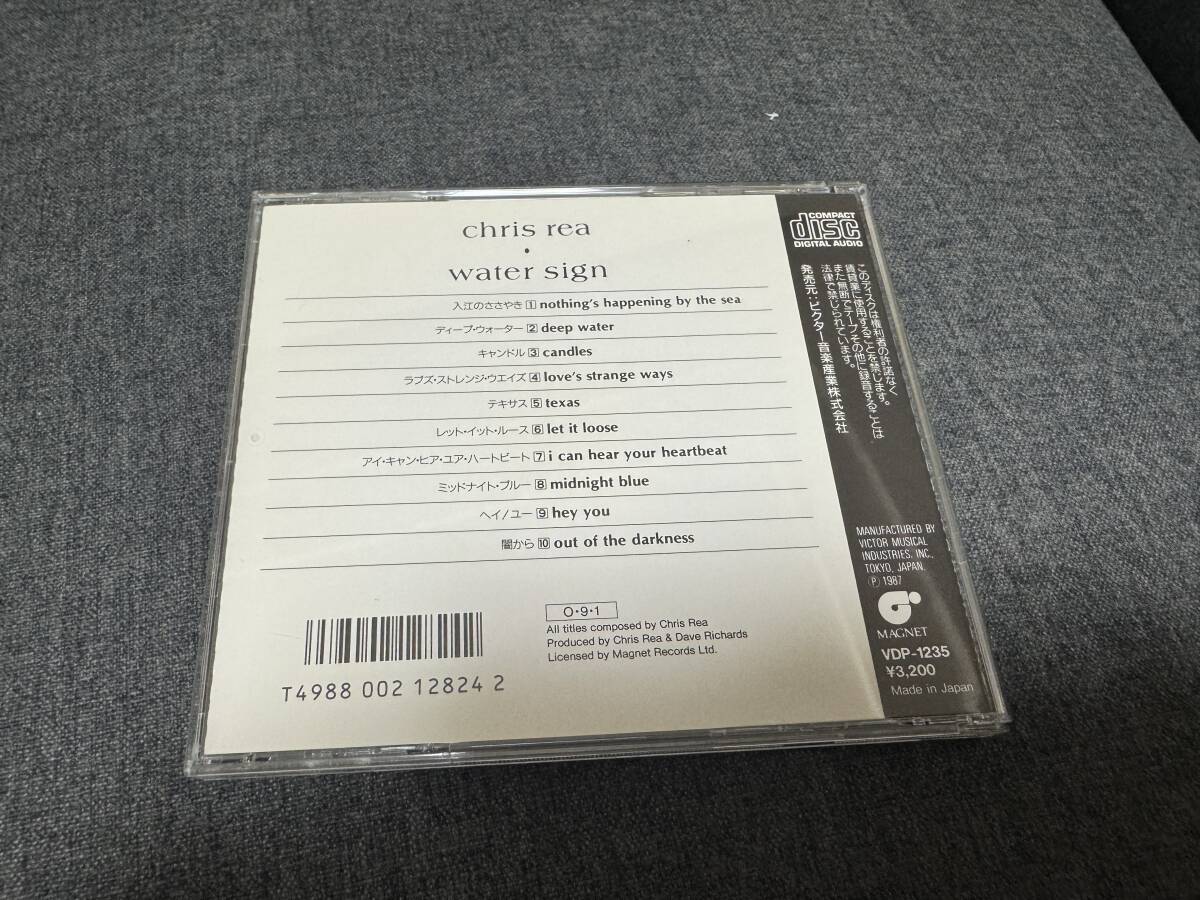 chris rea
•
water sign
入江のささやき 1 nothing's happening by the sea
ディープ・ウォーター 2 deep water
キャンドル 3 candles
ラブズ・ストレンジ・ウエイズ 4 love's strange ways
テキサス 5 texas
レット・イット・ルース 6 let it loose
アイ・キャン・ヒア・ユア・ハートビート 7 i can hear your heartbeat
ミッドナイト・ブルー 8 midnight blue
ヘイ/ユー 9 hey you
闇から 10 out of the darkness
O・9・1
All titles composed by Chris Rea
Produced by Chris Rea & Dave Richards
Licensed by Magnet Records Ltd.
T4988 002 12824 2
COMPACT
disc
DIGITAL AUDIO
このディスクは権利者の許諾なく
賃貸業に使用することを禁じます。
また無断でテープその他に録音することは
法律で禁じられています。
発売元:ビクター音楽産業株式会社
MANUFACTURED BY
VICTOR MUSICAL
INDUSTRIES, INC.,
TOKYO, JAPAN.
Ⓟ 1987
MAGNET
VDP-1235
¥3,200
Made in Japan